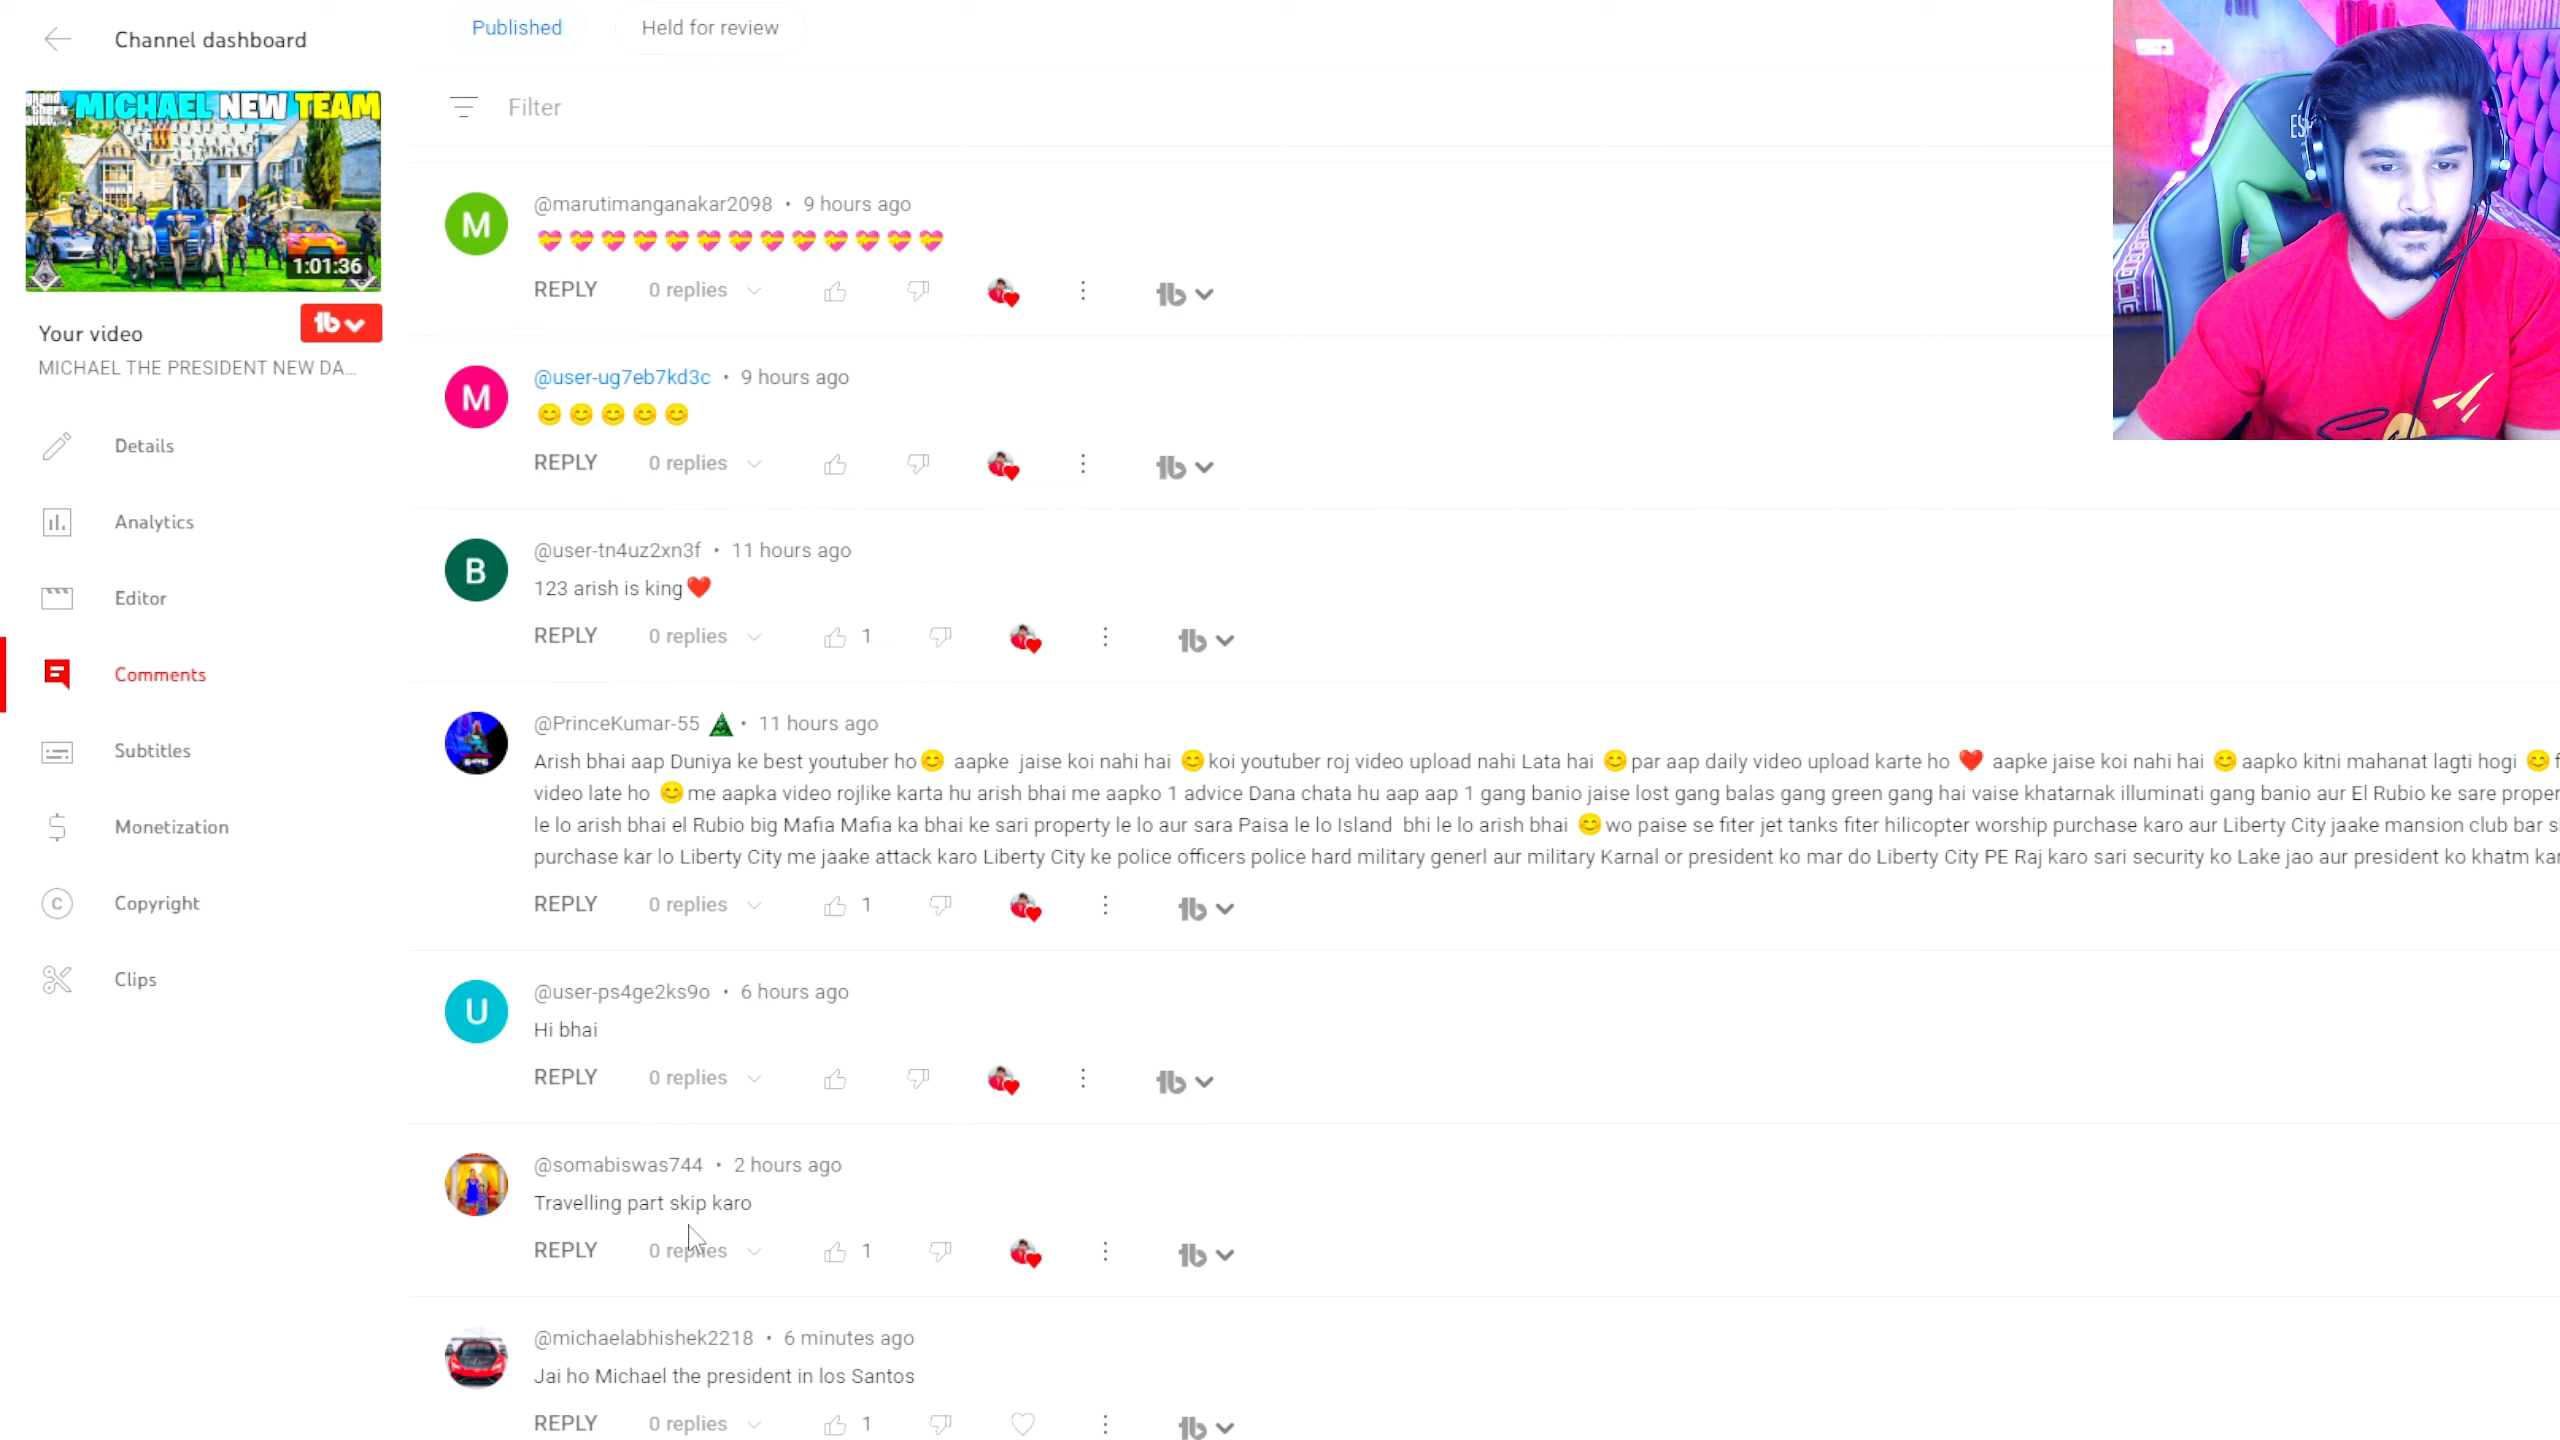 Channel dashboard
MICHAEL NEW TEAM
1:01:36
Your video
MICHAEL THE PRESIDENT NEW DA...
Details
Analytics
Editor
Comments
Subtitles
Monetization
Copyright
Clips
Published Held for review
Filter
M @marutimanganakar2098 • 9 hours ago
💝💝💝💝💝💝💝💝💝💝💝💝💝
REPLY 0 replies
M @user-ug7eb7kd3c • 9 hours ago
😊😊😊😊😊
REPLY 0 replies
B @user-tn4uz2xn3f • 11 hours ago
123 arish is king❤️
REPLY 0 replies 1
@PrinceKumar-55 • 11 hours ago
Arish bhai aap Duniya ke best youtuber ho😊 aapke jaise koi nahi hai 😊koi youtuber roj video upload nahi Lata hai 😊par aap daily video upload karte ho ❤️ aapke jaise koi nahi hai 😊aapko kitni mahanat lagti hogi 😊f
video late ho 😊me aapka video rojlike karta hu arish bhai me aapko 1 advice Dana chata hu aap aap 1 gang banio jaise lost gang balas gang green gang hai vaise khatarnak illuminati gang banio aur El Rubio ke sare proper
le lo arish bhai el Rubio big Mafia Mafia ka bhai ke sari property le lo aur sara Paisa le lo Island bhi le lo arish bhai 😊wo paise se fiter jet tanks fiter hilicopter worship purchase karo aur Liberty City jaake mansion club bar s
purchase kar lo Liberty City me jaake attack karo Liberty City ke police officers police hard military generl aur military Karnal or president ko mar do Liberty City PE Raj karo sari security ko Lake jao aur president ko khatm kar
REPLY 0 replies 1
U @user-ps4ge2ks9o • 6 hours ago
Hi bhai
REPLY 0 replies
@somabiswas744 • 2 hours ago
Travelling part skip karo
REPLY 0 replies 1
@michaelabhishek2218 • 6 minutes ago
Jai ho Michael the president in los Santos
REPLY 0 replies 1